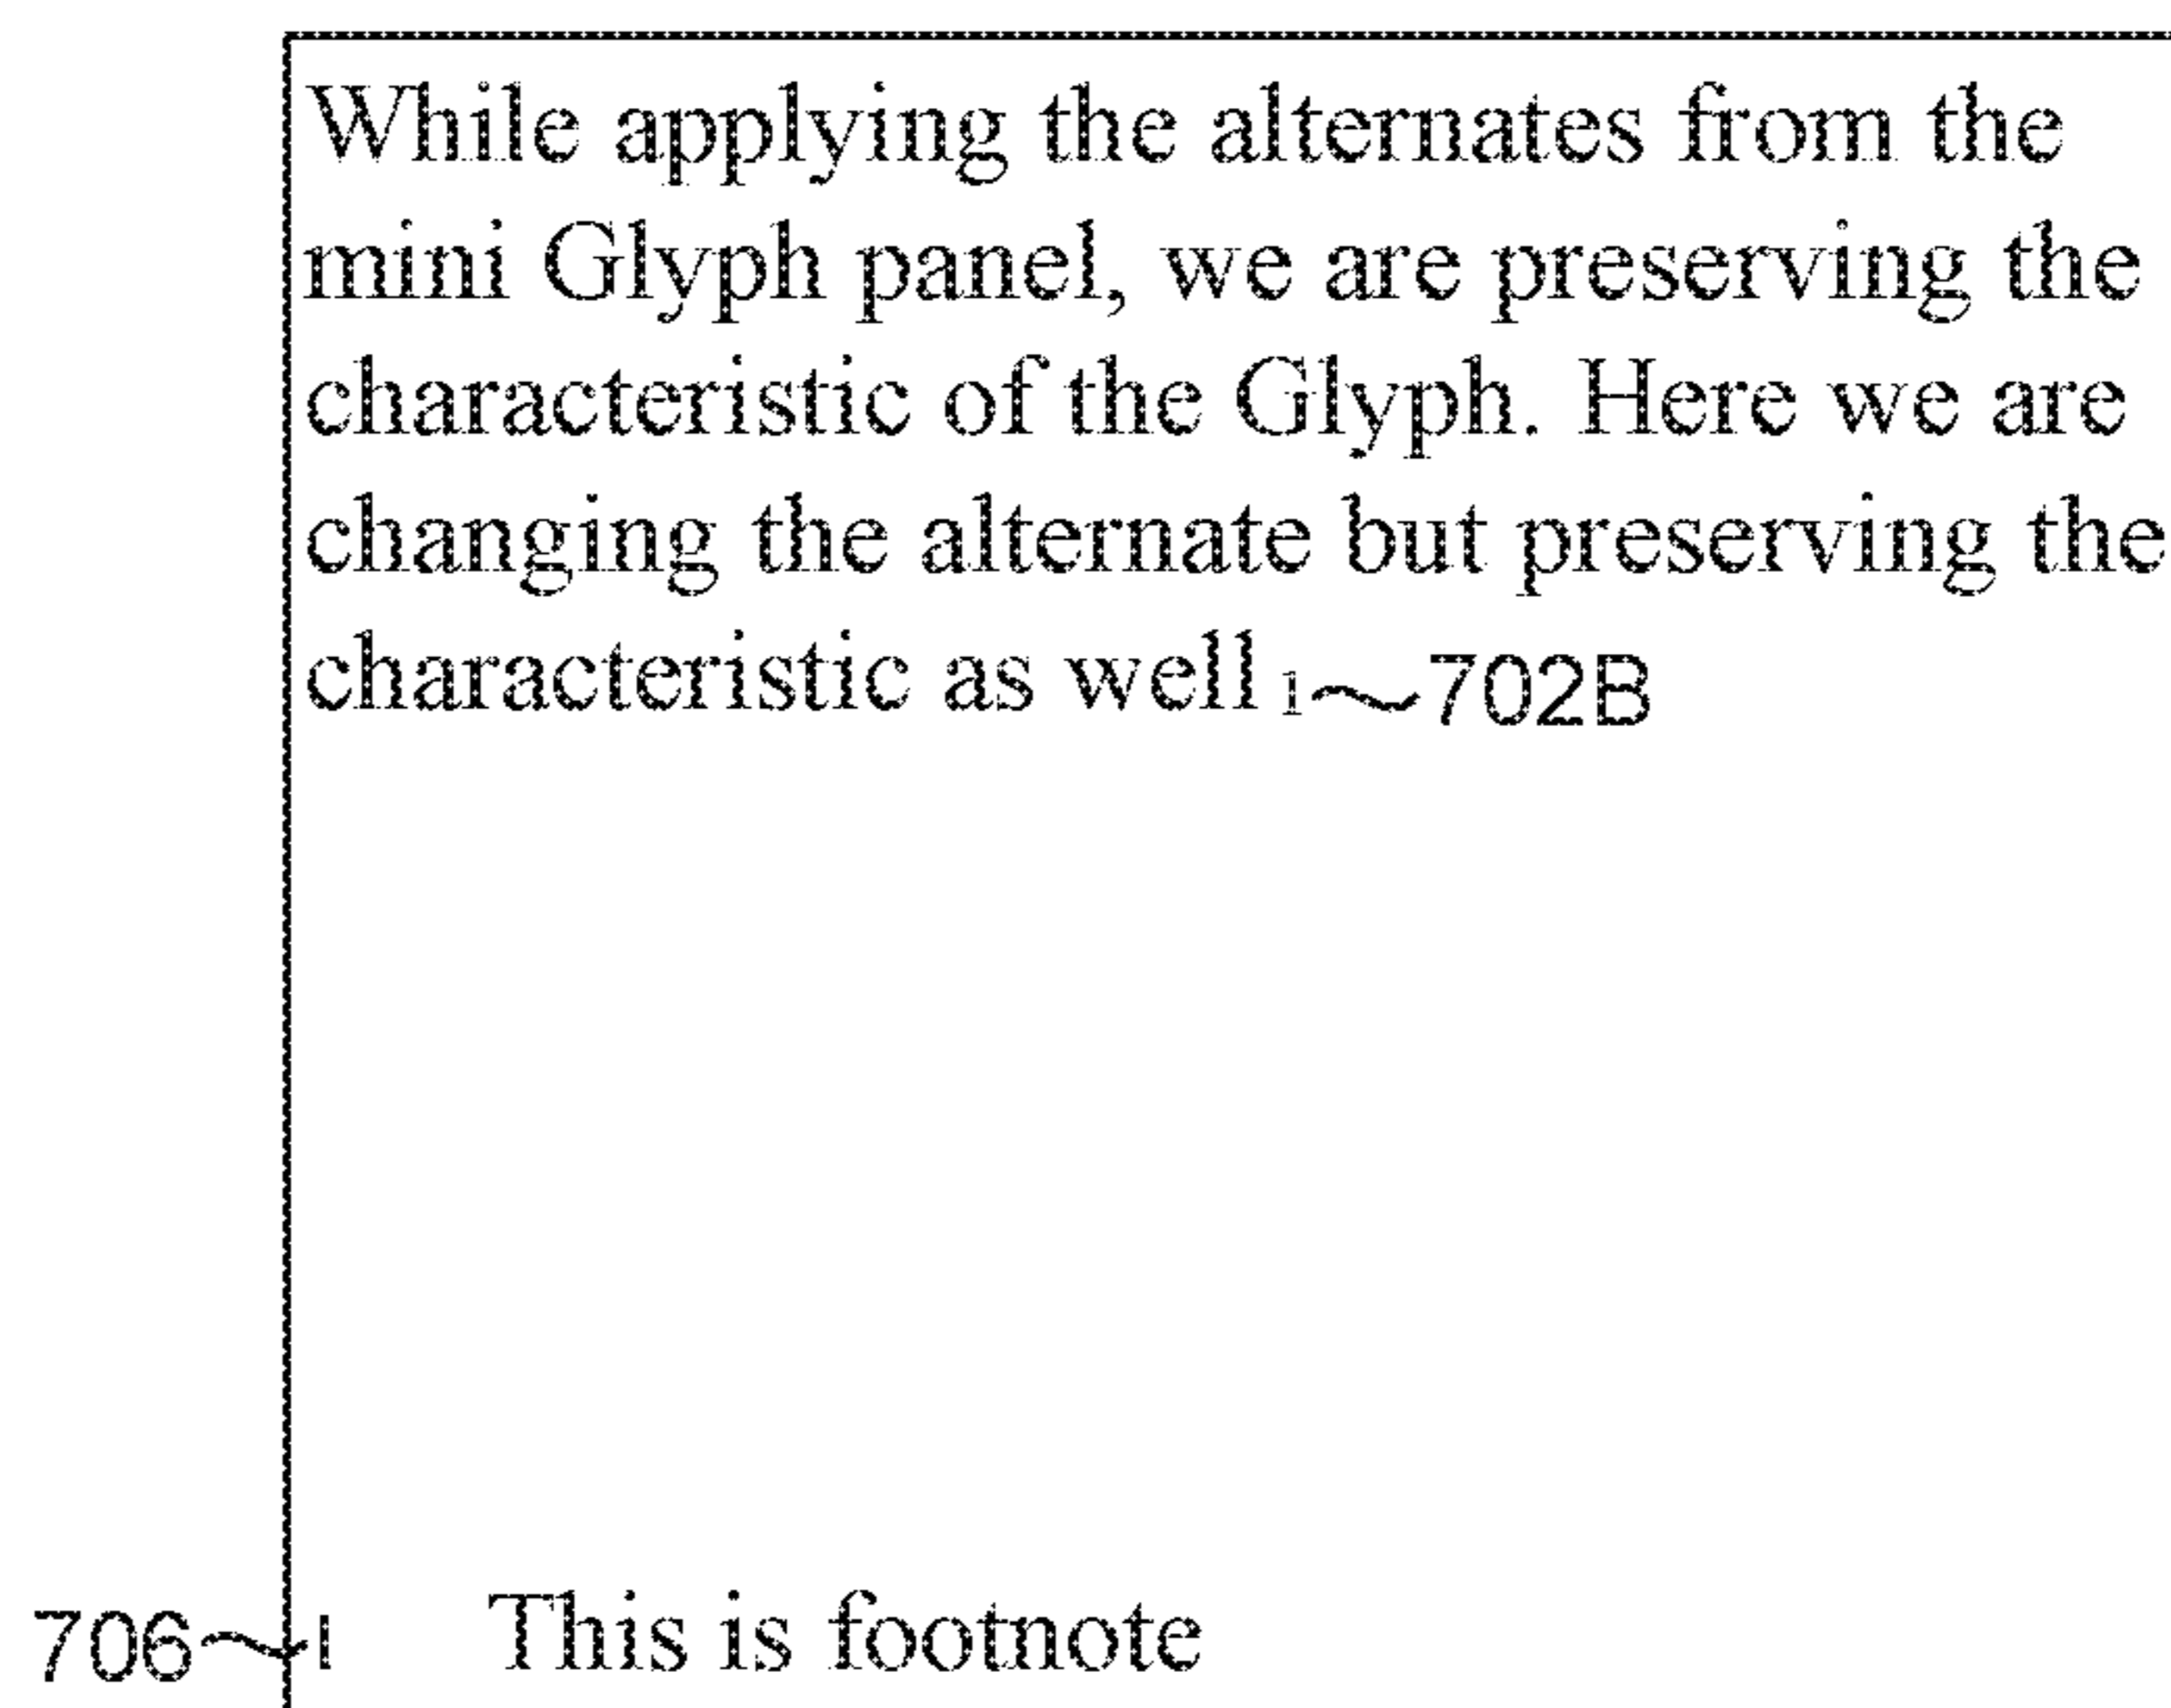 While applying the alternates from the
mini Glyph panel, we are preserving the
characteristic of the Glyph. Here we are
changing the alternate but preserving the
characteristic as well 1 702B
706 1 This is footnote